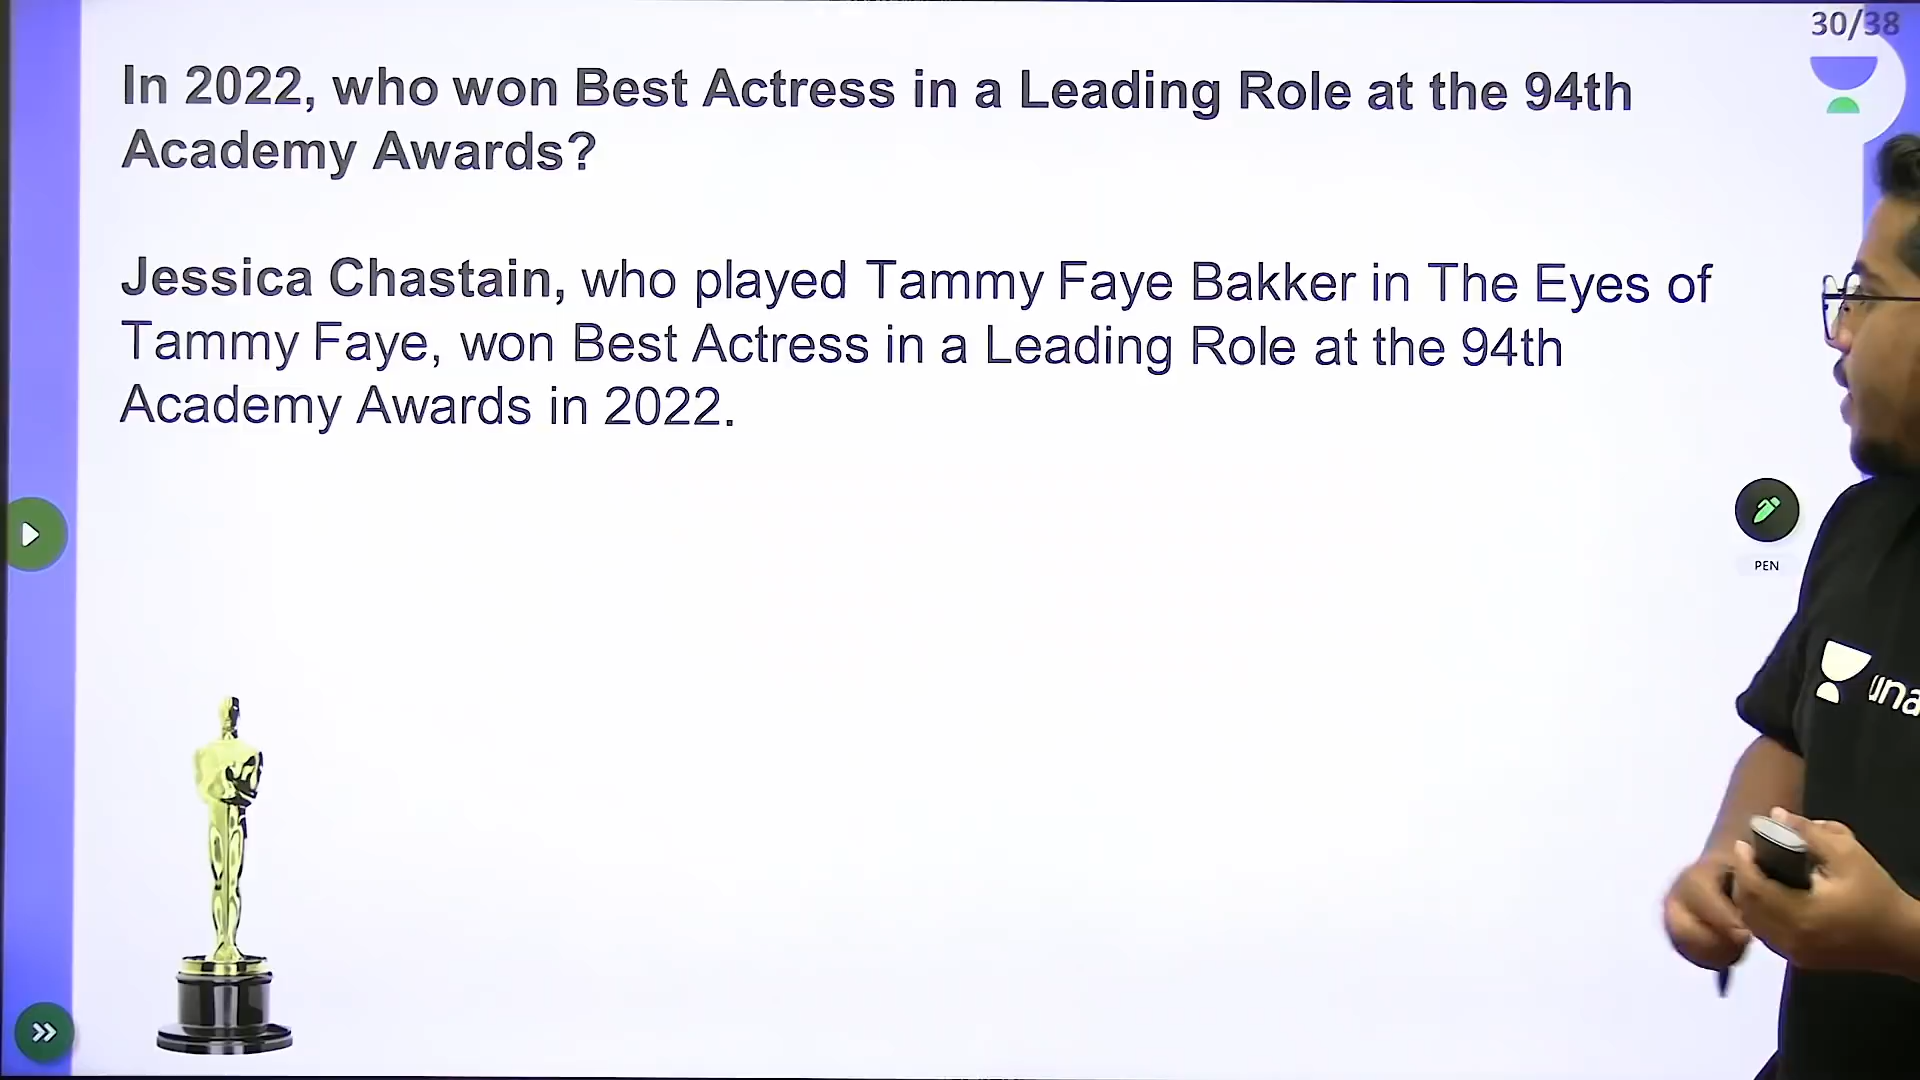 30/38
In 2022, who won Best Actress in a Leading Role at the 94th
Academy Awards?
Jessica Chastain, who played Tammy Faye Bakker in The Eyes of
Tammy Faye, won Best Actress in a Leading Role at the 94th
Academy Awards in 2022.
PEN
una